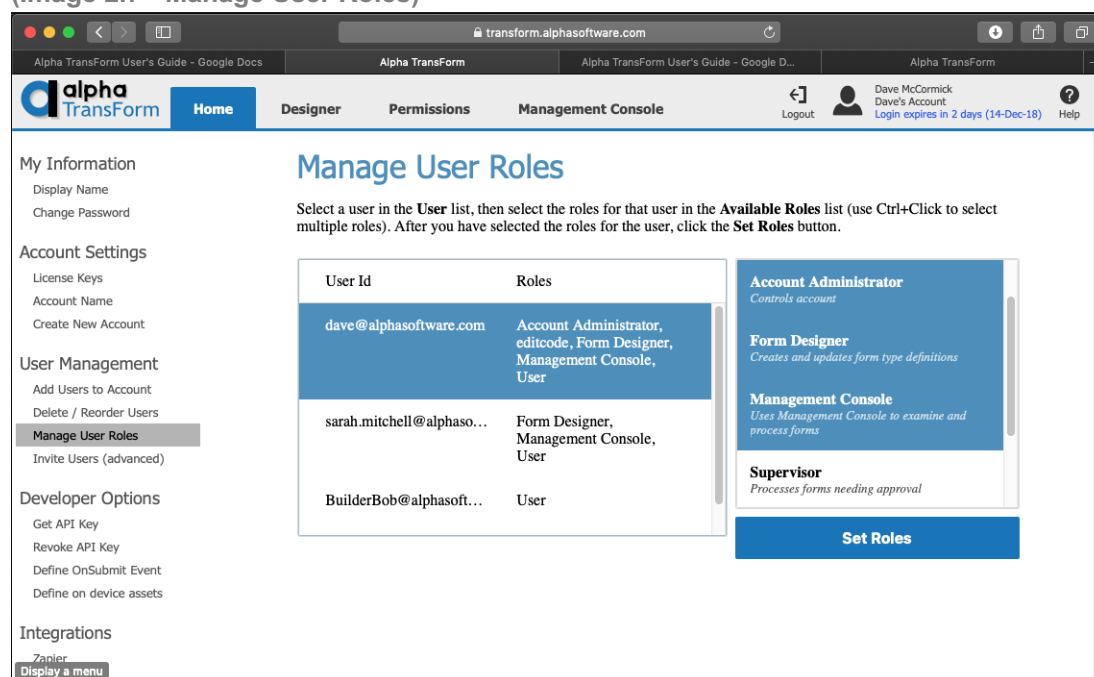 (Image 2h – Manage User Roles)
transform.alphasoftware.com
Alpha TransForm User's Guide - Google Docs
Alpha TransForm
Alpha TransForm User's Guide - Google D...
Alpha TransForm
alpha
TransForm
Home
Designer
Permissions
Management Console
Logout
Dave McCormick
Dave's Account
Login expires in 2 days (14-Dec-18)
Help
My Information
Display Name
Change Password
Account Settings
License Keys
Account Name
Create New Account
User Management
Add Users to Account
Delete / Reorder Users
Manage User Roles
Invite Users (advanced)
Developer Options
Get API Key
Revoke API Key
Define OnSubmit Event
Define on device assets
Integrations
Zapier
Display a menu
Manage User Roles
Select a user in the User list, then select the roles for that user in the Available Roles list (use Ctrl+Click to select
multiple roles). After you have selected the roles for the user, click the Set Roles button.
User Id
Roles
dave@alphasoftware.com
Account Administrator,
editcode, Form Designer,
Management Console,
User
sarah.mitchell@alphaso...
Form Designer,
Management Console,
User
BuilderBob@alphasoft...
User
Account Administrator
Controls account
Form Designer
Creates and updates form type definitions
Management Console
Uses Management Console to examine and
process forms
Supervisor
Processes forms needing approval
Set Roles